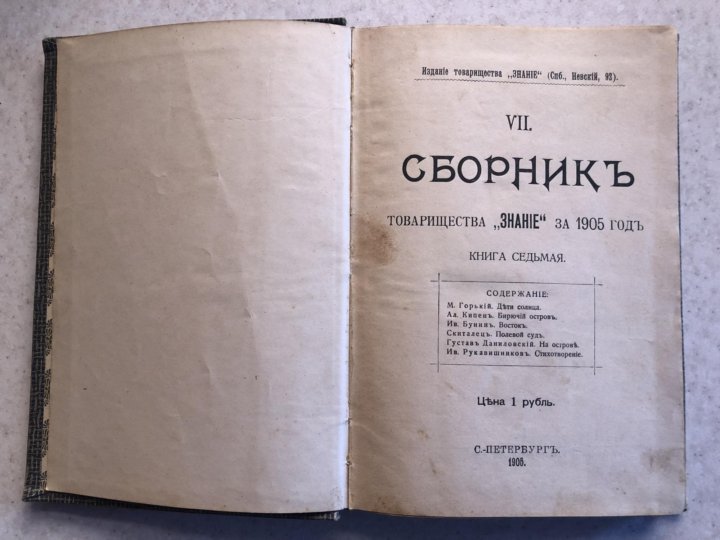 Изданіе товарищества „ЗНАНІЕ“ (Спб., Невскій, 92).
VII.
СБОРНИКЪ
ТОВАРИЩЕСТВА „ЗНАНІЕ“ ЗА 1905 ГОДЪ
КНИГА СЕДЬМАЯ.
СОДЕРЖАНІЕ:
М. Горькій. Дѣти солнца.
Ал. Кипенъ. Бирючій островъ.
Ив. Бунинъ. Востокъ.
Скиталецъ. Полевой судъ.
Густавъ Даниловскій. На островѣ.
Ив. Рукавишниковъ. Стихотвореніе.
Цѣна 1 рубль.
С.-ПЕТЕРБУРГЪ.
1905.